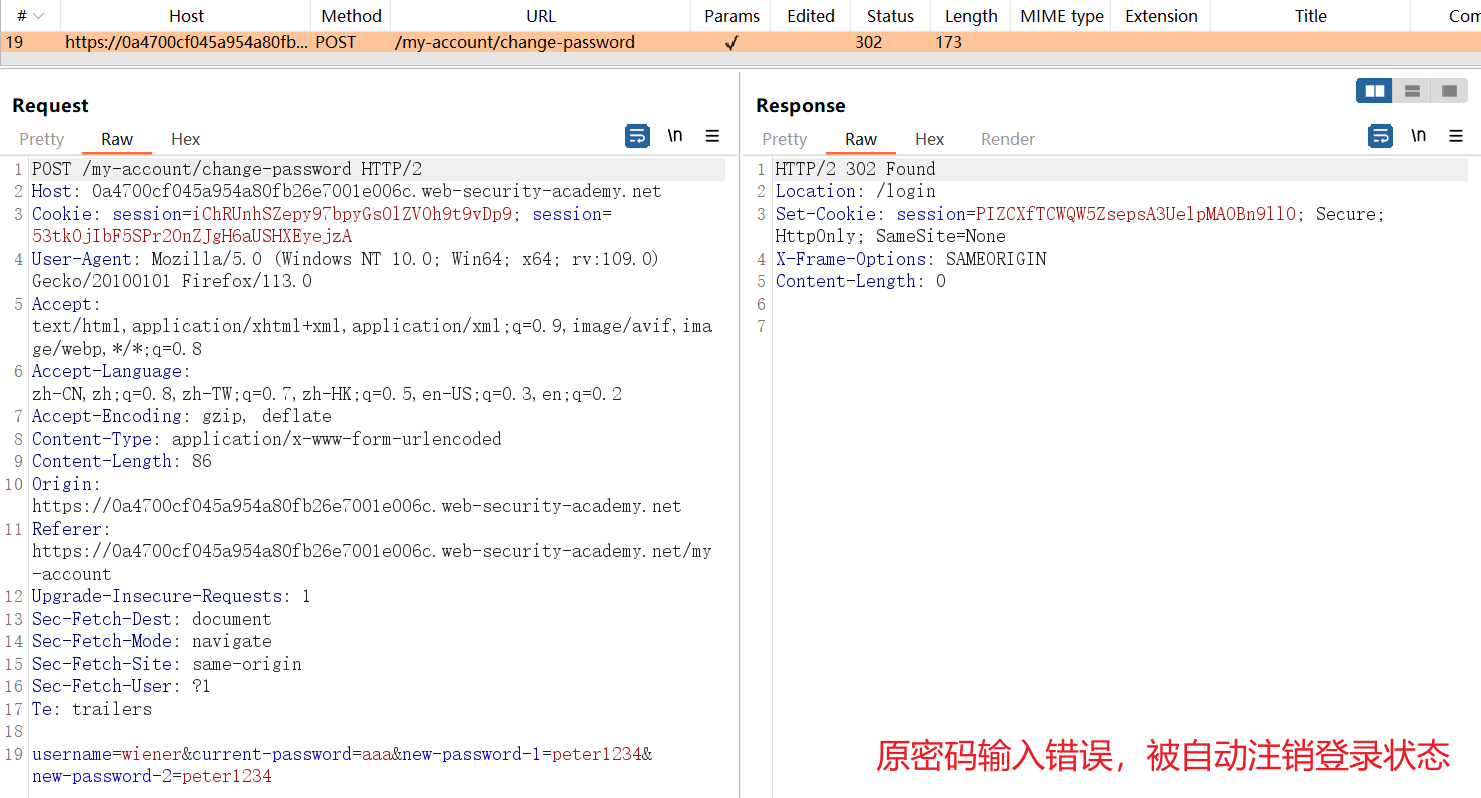 # Host Method URL Params Edited Status Length MIME type Extension Title Com
19 https://0a4700cf045a954a80fb... POST /my-account/change-password ✓ 302 173
Request
Pretty Raw Hex
\n
1 POST /my-account/change-password HTTP/2
2 Host: 0a4700cf045a954a80fb26e7001e006c.web-security-academy.net
3 Cookie: session=iChRUnhSZepy97bpyGsOlZVOh9t9vDp9; session=
53tkOjIbF5SPr2OnZJgH6aUSHXEyejzA
4 User-Agent: Mozilla/5.0 (Windows NT 10.0; Win64; x64; rv:109.0)
Gecko/20100101 Firefox/113.0
5 Accept:
text/html,application/xhtml+xml,application/xml;q=0.9,image/avif,ima
ge/webp,*/*;q=0.8
6 Accept-Language:
zh-CN,zh;q=0.8,zh-TW;q=0.7,zh-HK;q=0.5,en-US;q=0.3,en;q=0.2
7 Accept-Encoding: gzip, deflate
8 Content-Type: application/x-www-form-urlencoded
9 Content-Length: 86
10 Origin:
https://0a4700cf045a954a80fb26e7001e006c.web-security-academy.net
11 Referer:
https://0a4700cf045a954a80fb26e7001e006c.web-security-academy.net/my
-account
12 Upgrade-Insecure-Requests: 1
13 Sec-Fetch-Dest: document
14 Sec-Fetch-Mode: navigate
15 Sec-Fetch-Site: same-origin
16 Sec-Fetch-User: ?1
17 Te: trailers
18
19 username=wiener&current-password=aaa&new-password-1=peter1234&
new-password-2=peter1234
Response
Pretty Raw Hex Render
\n
1 HTTP/2 302 Found
2 Location: /login
3 Set-Cookie: session=PIZCXfTCWQW5ZsepsA3UelpMAOBn9ll0; Secure;
HttpOnly; SameSite=None
4 X-Frame-Options: SAMEORIGIN
5 Content-Length: 0
6
7
原密码输入错误，被自动注销登录状态